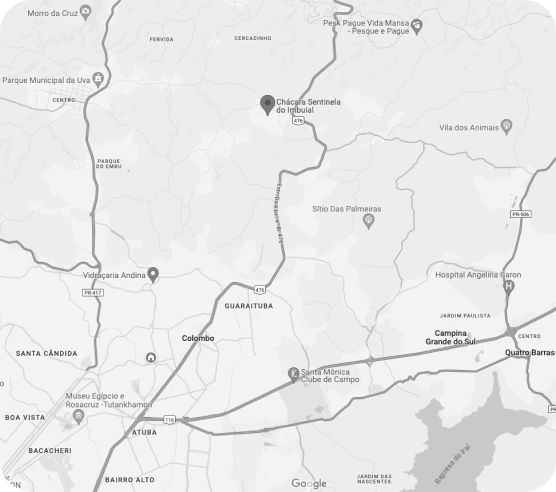 Morro da Cruz
FERVIDA
CERCADINHO
Pesk Pague Vida Mansa
- Pesque e Pague
Parque Municipal da Uva
CENTRO
Chácara Sentinela
do Imbuial
476
Vila dos Animais
PARQUE
DO EMBU
Sítio Das Palmeiras
PR-506
Vidraçaria Andina
Hospital Angelina Caron
PR-417
476
GUARAITUBA
JARDIM PAULISTA
Colombo
Campina
Grande do Sul
CENTRO
SANTA CÂNDIDA
Quatro Barras
Santa Mônica
Clube de Campo
Museu Egípcio e
Rosacruz -Tutankhamon
BOA VISTA
116
ATUBA
BACACHERI
Represa do Iraí
BAIRRO ALTO
Google
JARDIM DAS
NASCENTES